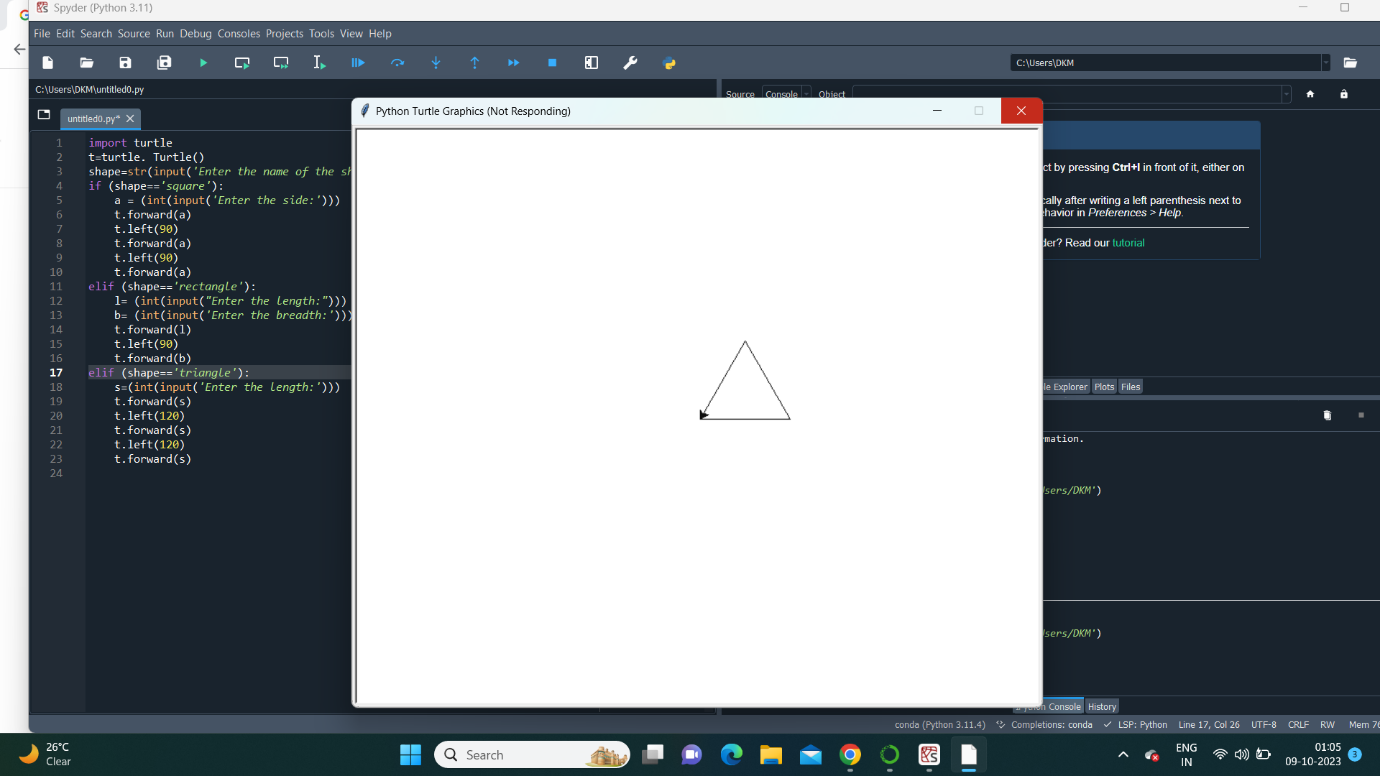 Spyder (Python 3.11)
File Edit Search Source Run Debug Consoles Projects Tools View Help
C:\Users\DKM
C:\Users\DKM\untitled0.py
Source Console Object
untitled0.py*
Python Turtle Graphics (Not Responding)
1 import turtle
2 t=turtle. Turtle()
3 shape=str(input('Enter the name of the sh
4 if (shape=='square'):
5 a = (int(input('Enter the side:')))
6 t.forward(a)
7 t.left(90)
8 t.forward(a)
9 t.left(90)
10 t.forward(a)
11 elif (shape=='rectangle'):
12 l= (int(input("Enter the length:")))
13 b= (int(input('Enter the breadth:')))
14 t.forward(l)
15 t.left(90)
16 t.forward(b)
17 elif (shape=='triangle'):
18 s=(int(input('Enter the length:')))
19 t.forward(s)
20 t.left(120)
21 t.forward(s)
22 t.left(120)
23 t.forward(s)
24
ct by pressing Ctrl+I in front of it, either on
cally after writing a left parenthesis next to
havior in Preferences > Help.
der? Read our tutorial
le Explorer Plots Files
mation.
sers/DKM')
sers/DKM')
IPython Console History
conda (Python 3.11.4) Completions: conda LSP: Python Line 17, Col 26 UTF-8 CRLF RW Mem 76
26°C
Clear
Search
ENG
IN
01:05
09-10-2023
3